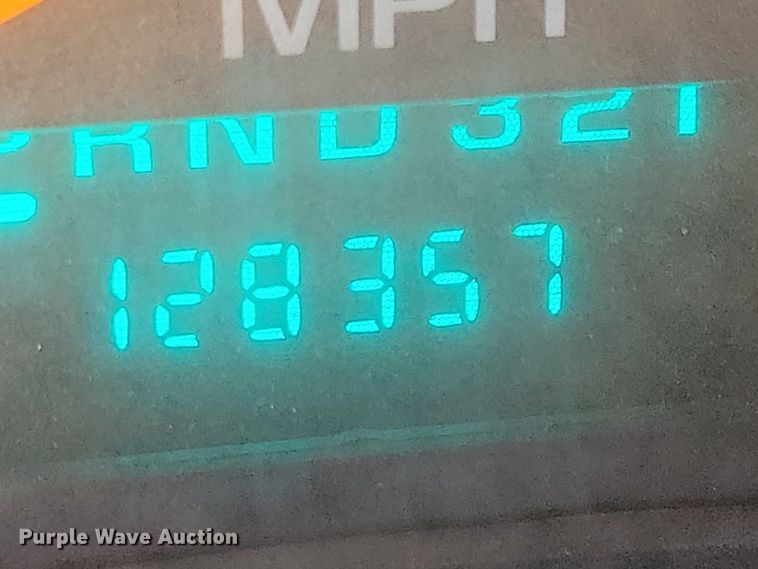 MPH
PRND321
128357
Purple Wave Auction